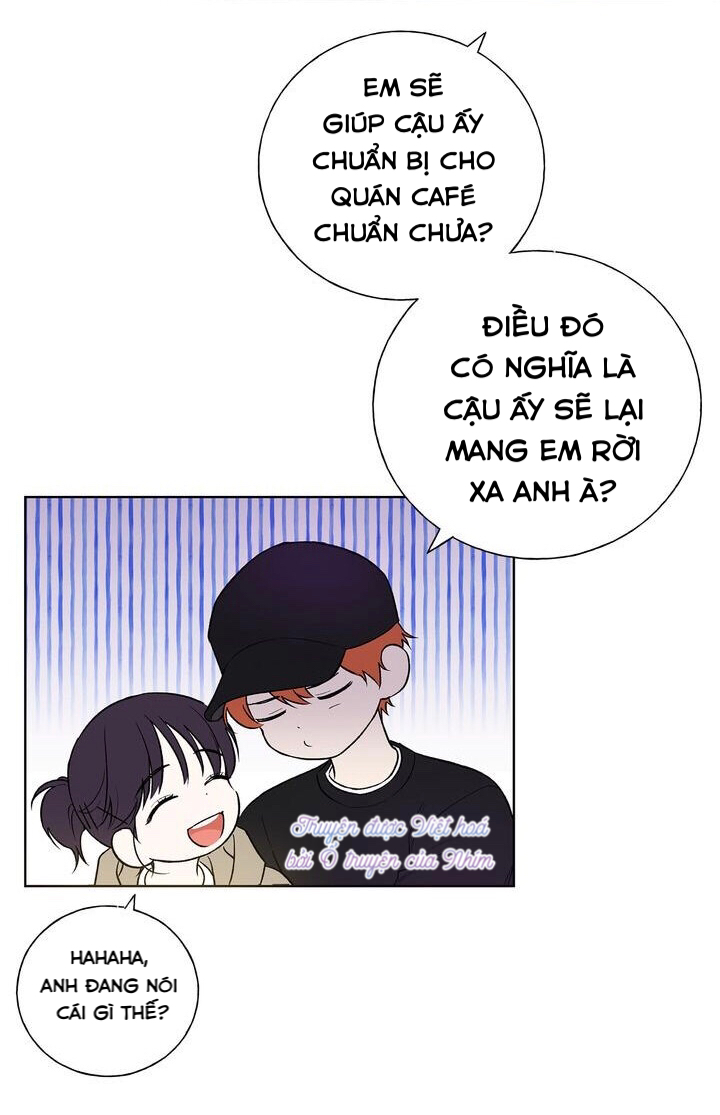 EM SẼ
GIÚP CẬU ẤY
CHUẨN BỊ CHO
QUÁN CAFÉ
CHUẨN CHƯA?
ĐIỀU ĐÓ
CÓ NGHĨA LÀ
CẬU ẤY SẼ LẠI
MANG EM RỜI
XA ANH À?
Truyện được Việt hoá
bởi Ổ truyện của Nhím
HAHAHA,
ANH ĐANG NÓI
CÁI GÌ THẾ?